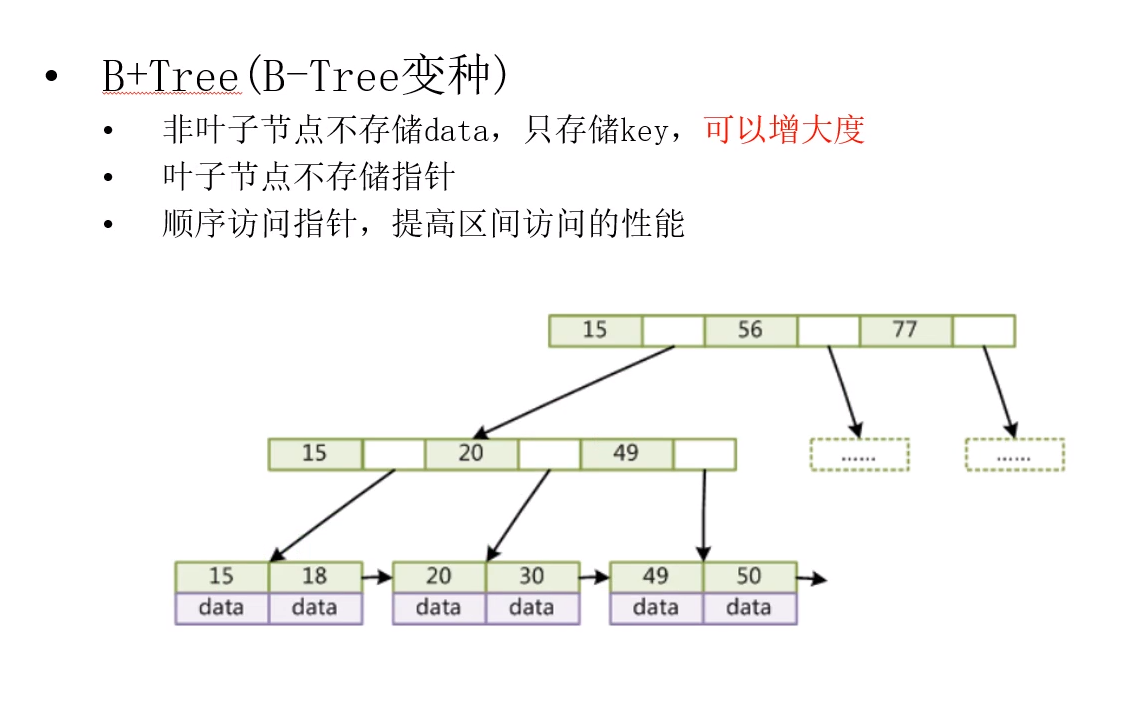 B+Tree(B-Tree变种)
非叶子节点不存储data，只存储key，可以增大度
叶子节点不存储指针
顺序访问指针，提高区间访问的性能
15 56 77
15 20 49
...... ......
15 18 20 30 49 50
data data data data data data